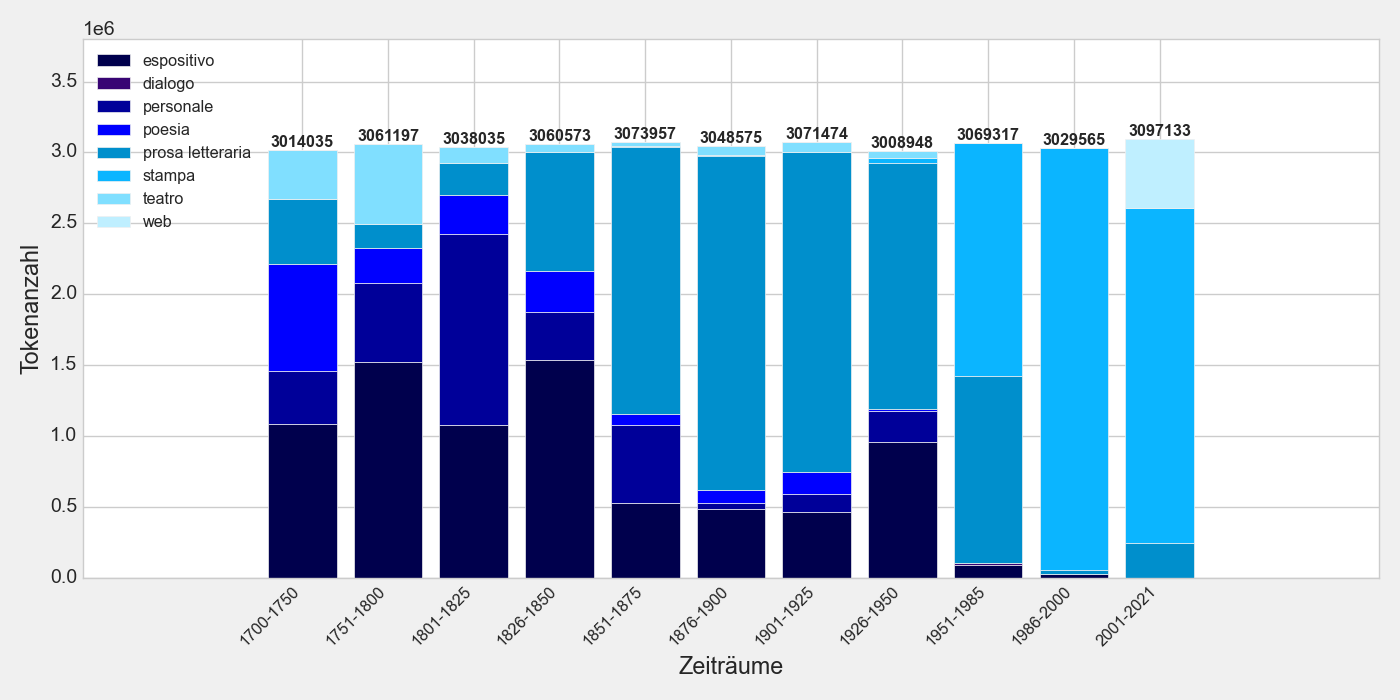 1e6
espositivo
dialogo
personale
poesia
prosa letteraria
stampa
teatro
web
3014035
3061197
3038035
3060573
3073957
3048575
3071474
3008948
3069317
3029565
3097133
3.5
3.0
2.5
2.0
1.5
1.0
0.5
0.0
Tokenanzahl
1700-1750
1751-1800
1801-1825
1826-1850
1851-1875
1876-1900
1901-1925
1926-1950
1951-1985
1986-2000
2001-2021
Zeiträume